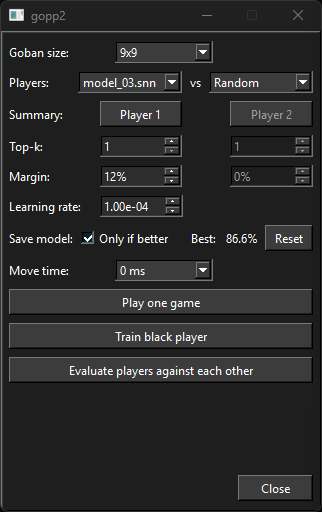 gopp2
Goban size: 9x9
Players: model_03.snn vs Random
Summary: Player 1 Player 2
Top-k: 1 1
Margin: 12% 0%
Learning rate: 1.00e-04
Save model: Only if better Best: 86.6% Reset
Move time: 0 ms
Play one game
Train black player
Evaluate players against each other
Close